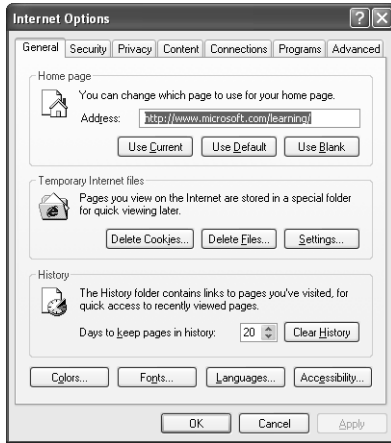 Internet Options
General Security Privacy Content Connections Programs Advanced
Home page
You can change which page to use for your home page.
Address: http://www.microsoft.com/learning/
Use Current Use Default Use Blank
Temporary Internet files
Pages you view on the Internet are stored in a special folder
for quick viewing later.
Delete Cookies... Delete Files... Settings...
History
The History folder contains links to pages you've visited, for
quick access to recently viewed pages.
Days to keep pages in history: 20 Clear History
Colors... Fonts... Languages... Accessibility...
OK Cancel Apply